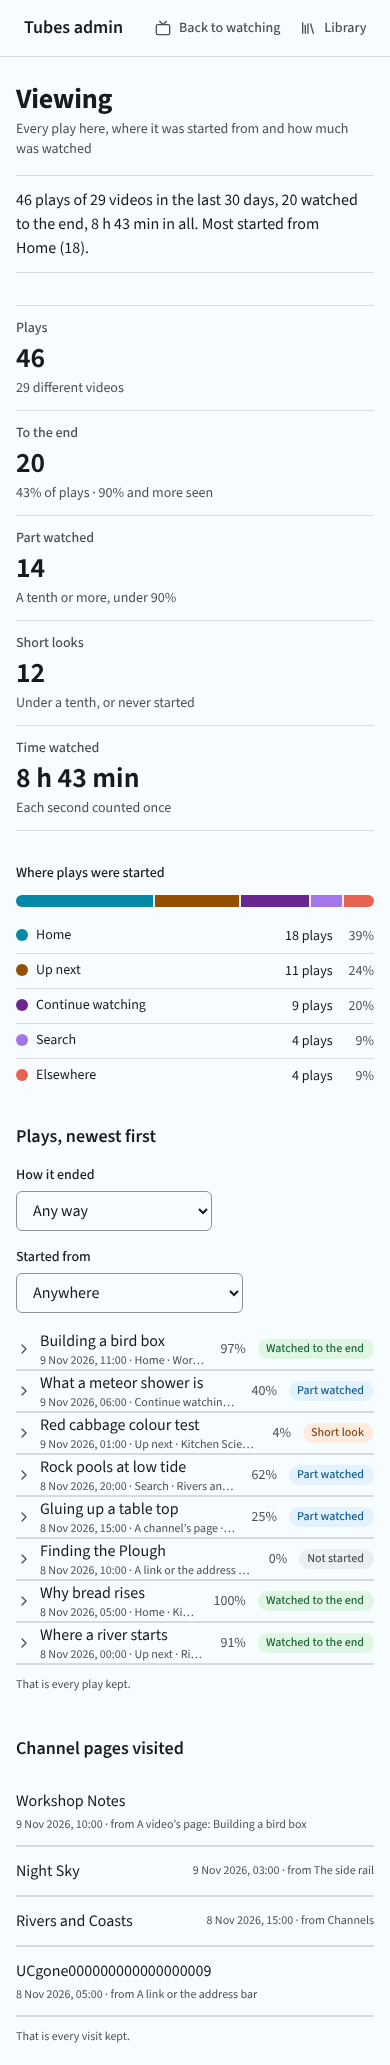 Tubes admin
Back to watching
Library
Viewing
Every play here, where it was started from and how much
was watched
46 plays of 29 videos in the last 30 days, 20 watched
to the end, 8 h 43 min in all. Most started from
Home (18).
Plays
46
29 different videos
To the end
20
43% of plays · 90% and more seen
Part watched
14
A tenth or more, under 90%
Short looks
12
Under a tenth, or never started
Time watched
8 h 43 min
Each second counted once
Where plays were started
Home 18 plays 39%
Up next 11 plays 24%
Continue watching 9 plays 20%
Search 4 plays 9%
Elsewhere 4 plays 9%
Plays, newest first
How it ended
Any way
Started from
Anywhere
Building a bird box
9 Nov 2026, 11:00 · Home · Wor…
97% Watched to the end
What a meteor shower is
9 Nov 2026, 06:00 · Continue watchin…
40% Part watched
Red cabbage colour test
9 Nov 2026, 01:00 · Up next · Kitchen Scie…
4% Short look
Rock pools at low tide
8 Nov 2026, 20:00 · Search · Rivers an…
62% Part watched
Gluing up a table top
8 Nov 2026, 15:00 · A channel’s page ·…
25% Part watched
Finding the Plough
8 Nov 2026, 10:00 · A link or the address …
0% Not started
Why bread rises
8 Nov 2026, 05:00 · Home · Ki…
100% Watched to the end
Where a river starts
8 Nov 2026, 00:00 · Up next · Ri…
91% Watched to the end
That is every play kept.
Channel pages visited
Workshop Notes
9 Nov 2026, 10:00 · from A video’s page: Building a bird box
Night Sky
9 Nov 2026, 03:00 · from The side rail
Rivers and Coasts
8 Nov 2026, 15:00 · from Channels
UCgone000000000000000009
8 Nov 2026, 05:00 · from A link or the address bar
That is every visit kept.